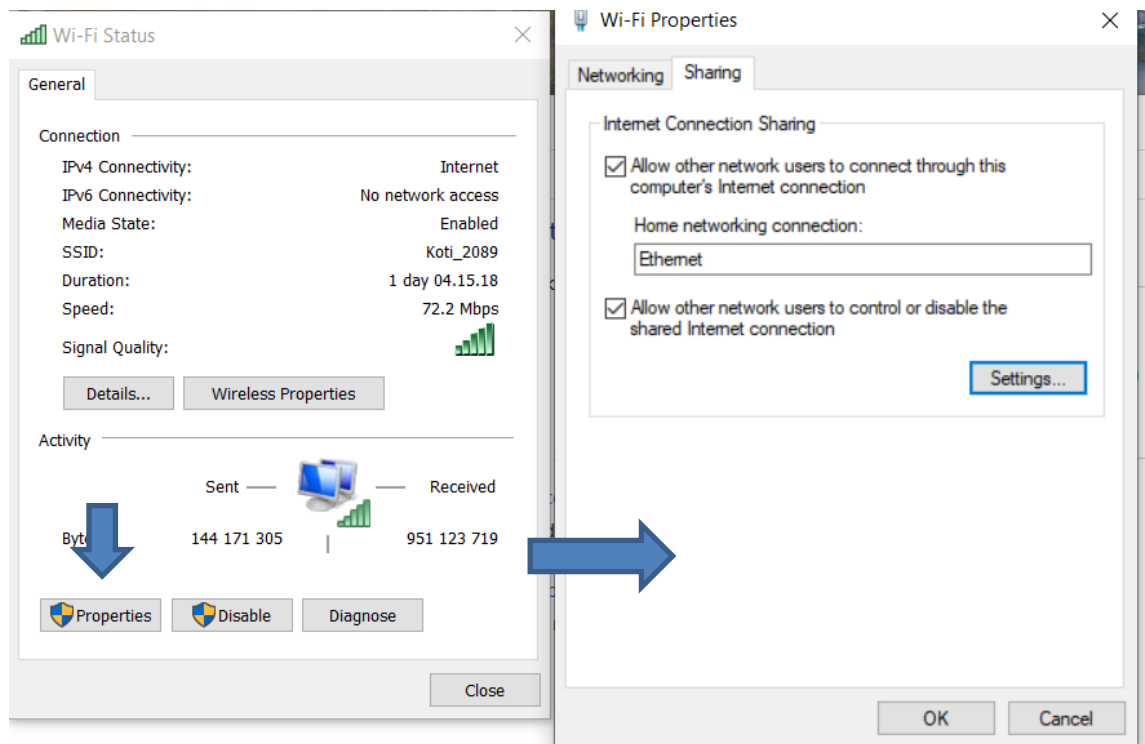 Wi-Fi Status
General
Connection
IPv4 Connectivity: Internet
IPv6 Connectivity: No network access
Media State: Enabled
SSID: Koti_2089
Duration: 1 day 04.15.18
Speed: 72.2 Mbps
Signal Quality:
Details... Wireless Properties
Activity
Sent Received
144 171 305 951 123 719
Properties Disable Diagnose
Close
Wi-Fi Properties
Networking Sharing
Internet Connection Sharing
Allow other network users to connect through this
computer's Internet connection
Home networking connection:
Ethernet
Allow other network users to control or disable the
shared Internet connection
Settings...
OK Cancel